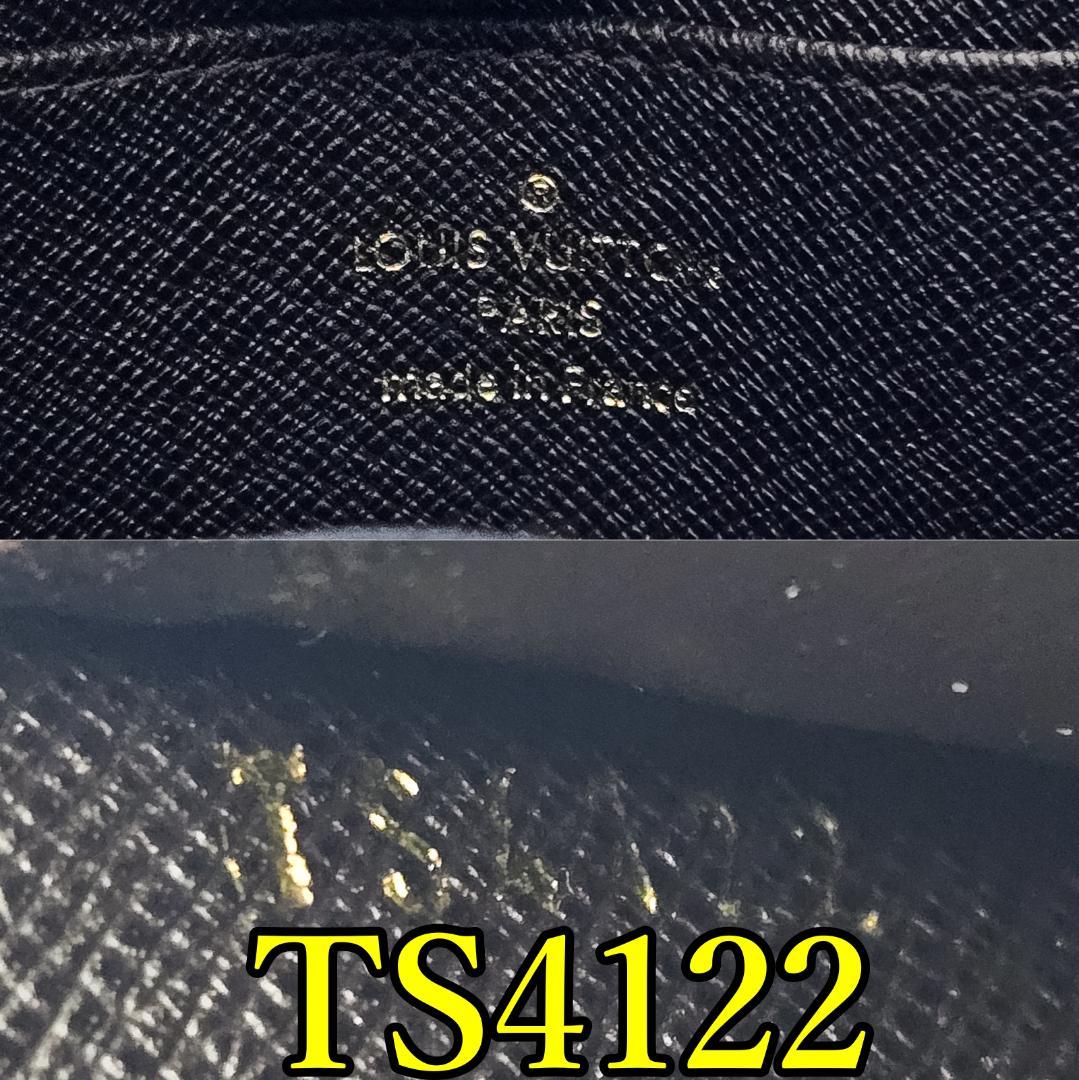 ®
LOUIS VUITTON
PARIS
made in France
TS4122
TS4122